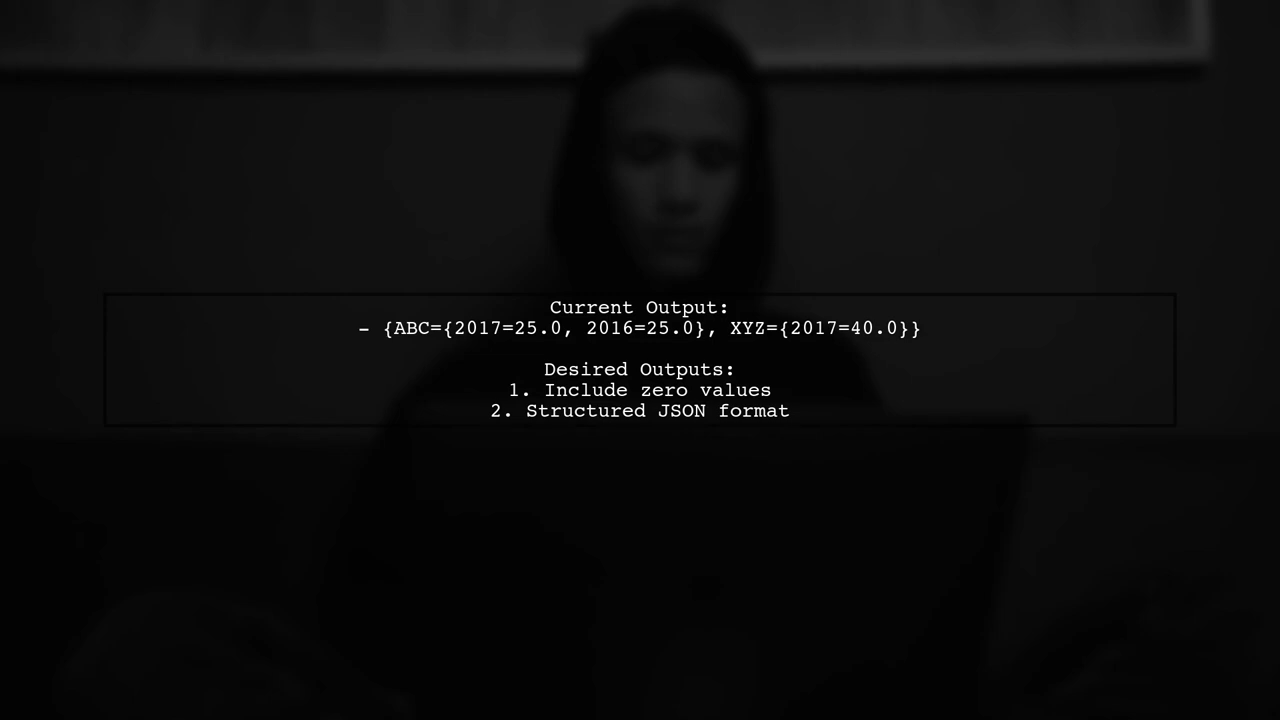 Current Output:
- {ABC={2017=25.0, 2016=25.0}, XYZ={2017=40.0}}
Desired Outputs:
1. Include zero values
2. Structured JSON format